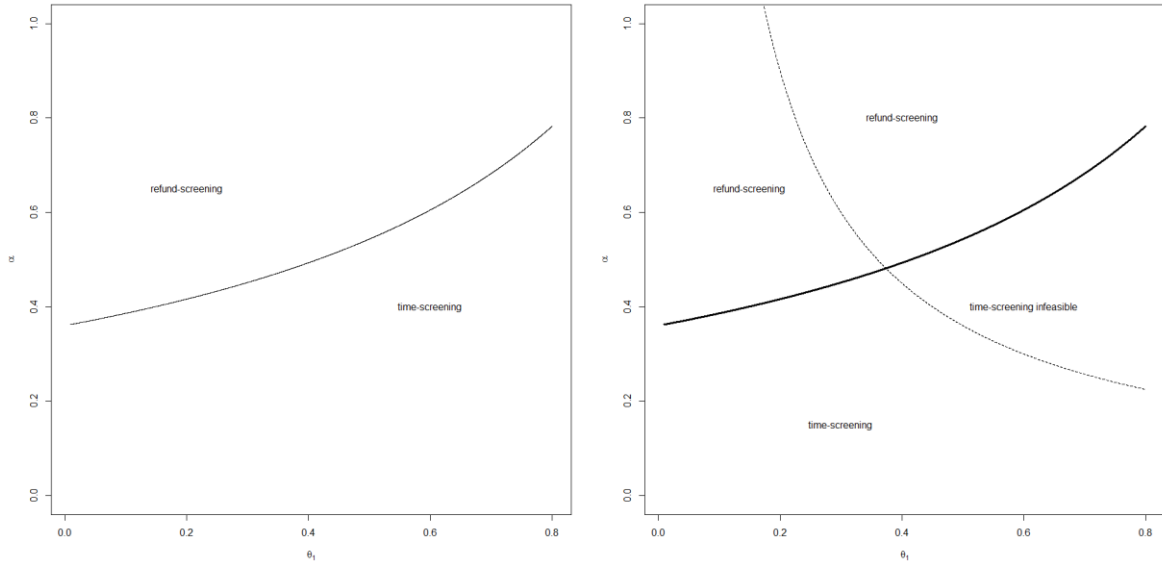 1.0
0.8
refund-screening
0.6
α
time-screening
0.4
0.2
0.0
0.0 0.2 0.4 0.6 0.8
θ1
1.0
0.8
refund-screening
refund-screening
0.6
α
0.4
time-screening infeasible
0.2
time-screening
0.0
0.0 0.2 0.4 0.6 0.8
θ1